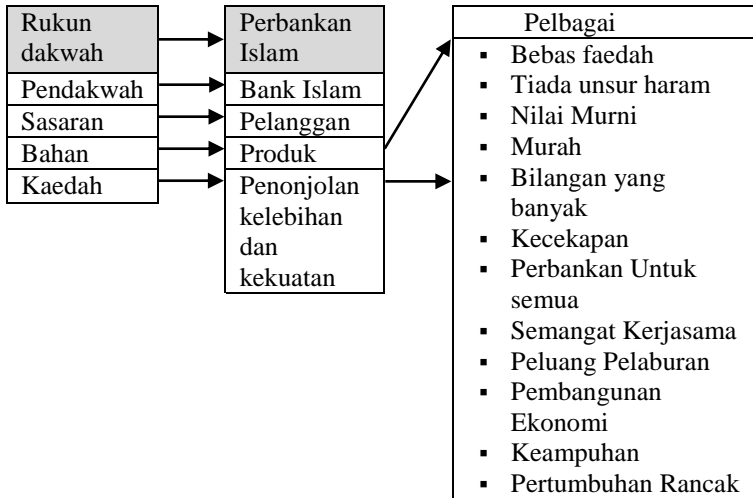 Rukun
dakwah
Pendakwah
Sasaran
Bahan
Kaedah
Perbankan
Islam
Bank Islam
Pelanggan
Produk
Penonjolan
kelebihan
dan
kekuatan
Pelbagai
▪ Bebas faedah
▪ Tiada unsur haram
▪ Nilai Murni
▪ Murah
▪ Bilangan yang
banyak
▪ Kecekapan
▪ Perbankan Untuk
semua
▪ Semangat Kerjasama
▪ Peluang Pelaburan
▪ Pembangunan
Ekonomi
▪ Keampuhan
▪ Pertumbuhan Rancak